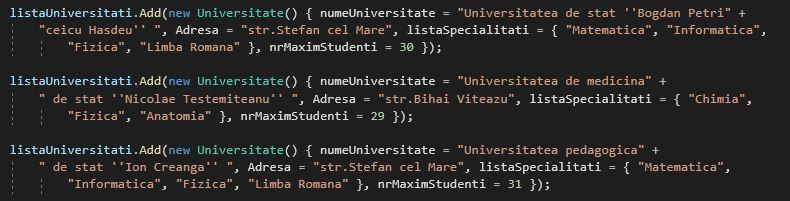 listaUniversitati.Add(new Universitate() { numeUniversitate = "Universitatea de stat ''Bogdan Petri" +
"ceicu Hasdeu'' ", Adresa = "str.Stefan cel Mare", listaSpecialitati = { "Matematica", "Informatica",
"Fizica", "Limba Romana" }, nrMaximStudenti = 30 });
listaUniversitati.Add(new Universitate() { numeUniversitate = "Universitatea de medicina" +
" de stat ''Nicolae Testemiteanu'' ", Adresa = "str.Bihai Viteazu", listaSpecialitati = { "Chimia",
"Fizica", "Anatomia" }, nrMaximStudenti = 29 });
listaUniversitati.Add(new Universitate() { numeUniversitate = "Universitatea pedagogica" +
" de stat ''Ion Creanga'' ", Adresa = "str.Stefan cel Mare", listaSpecialitati = { "Matematica",
"Informatica", "Fizica", "Limba Romana" }, nrMaximStudenti = 31 });